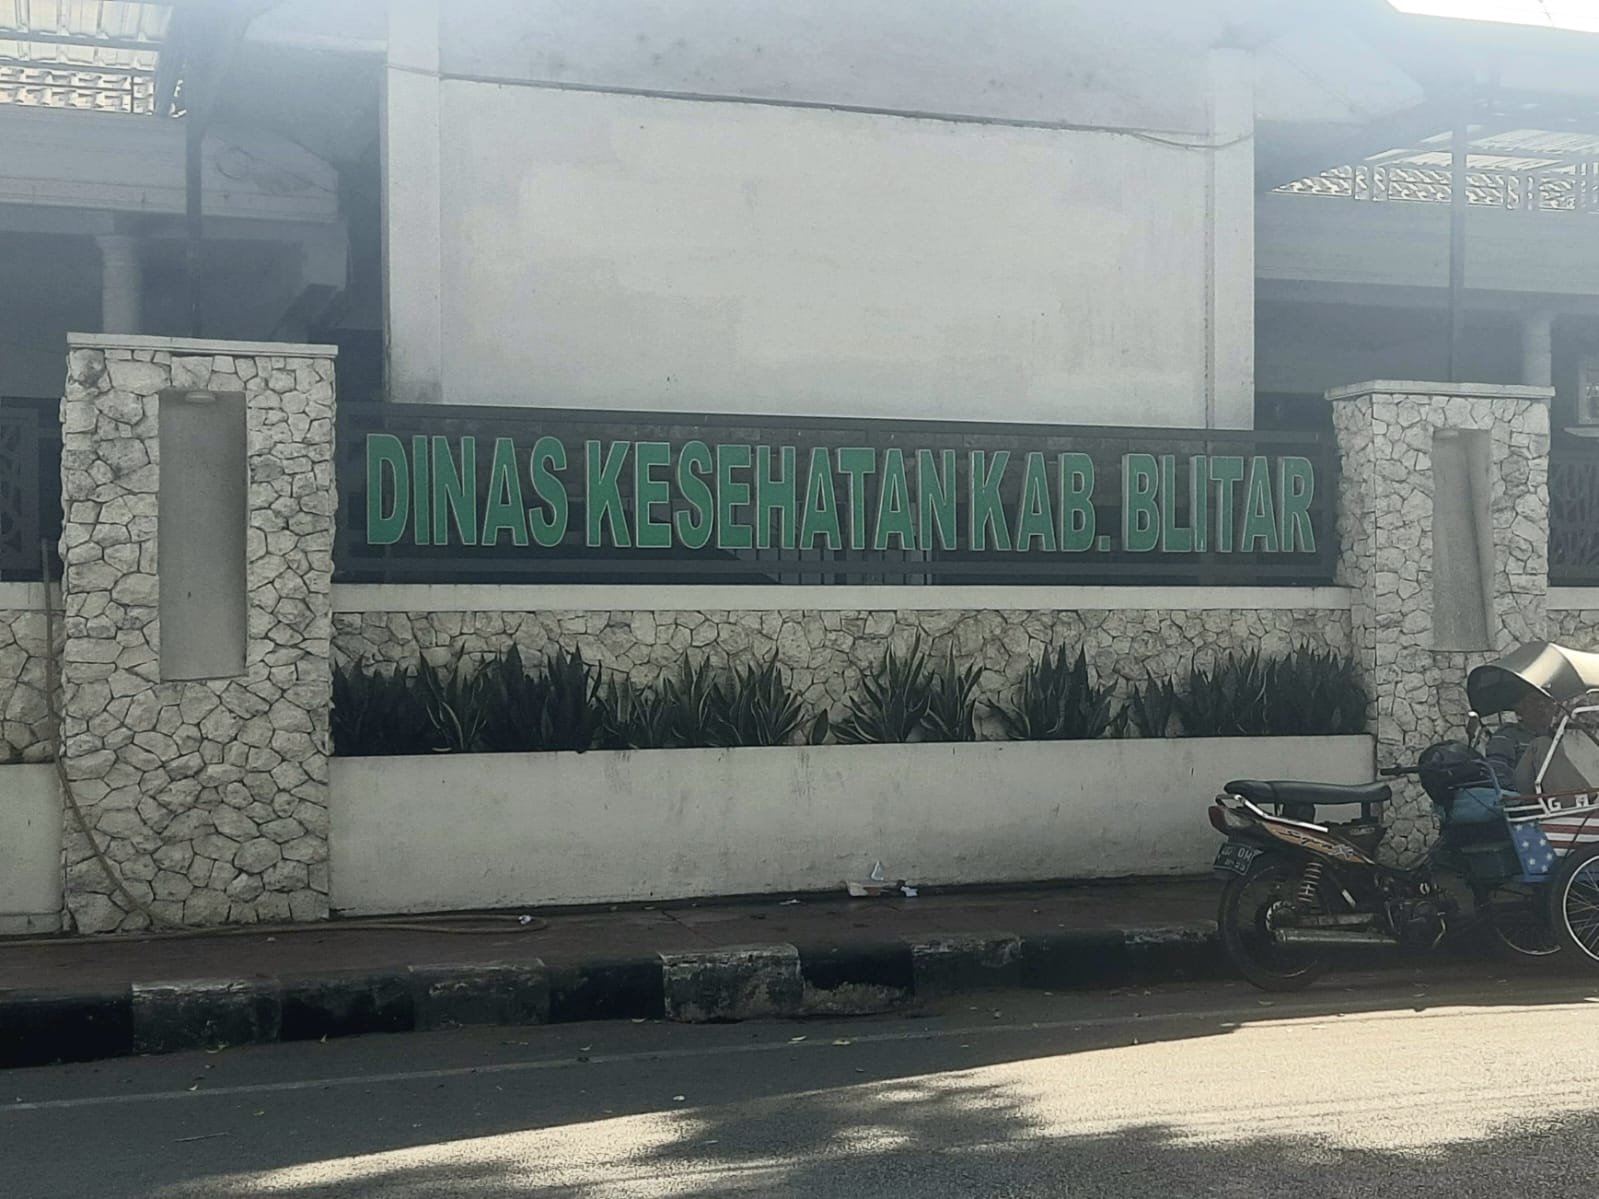 DINAS KESEHATAN KAB. BLITAR